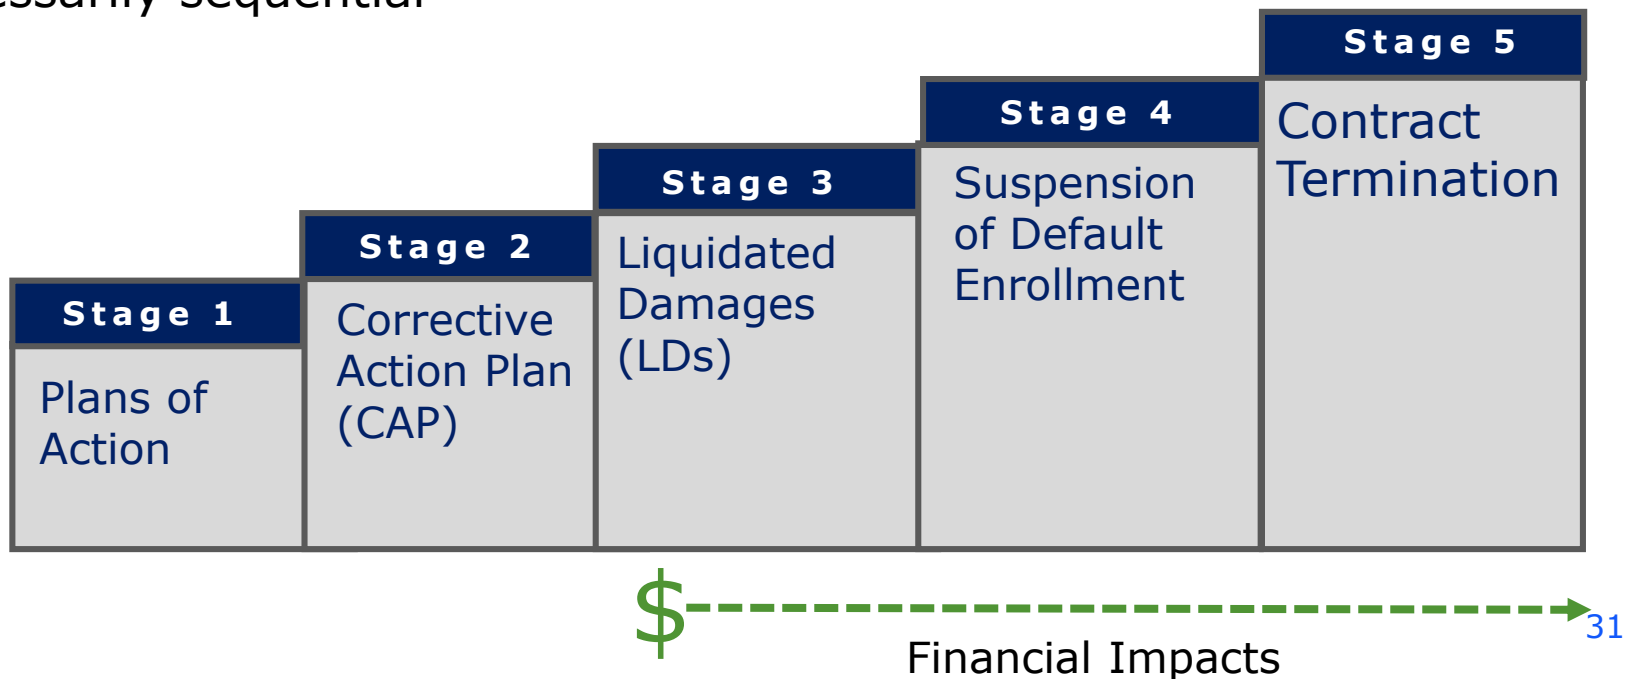 sequential
Stage 1
Plans of
Action
Stage 2
Corrective
Action Plan
(CAP)
Stage 3
Liquidated
Damages
(LDs)
Stage 4
Suspension
of Default
Enrollment
Stage 5
Contract
Termination
$
Financial Impacts
31